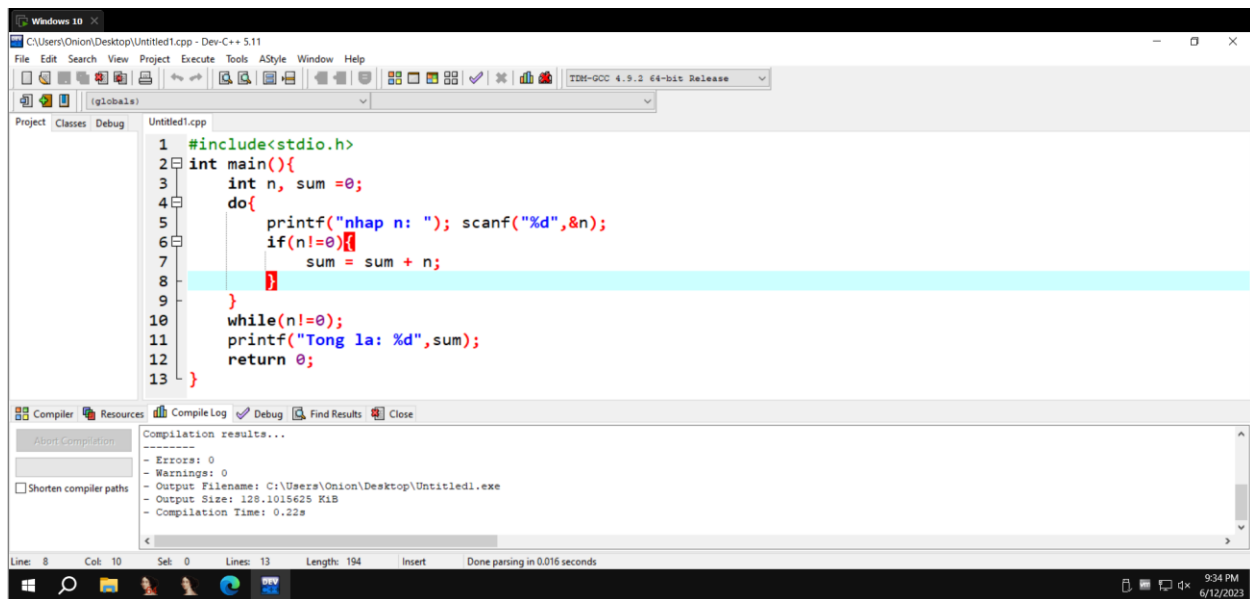 Windows 10
C:\Users\Onion\Desktop\Untitled1.cpp - Dev-C++ 5.11
File Edit Search View Project Execute Tools AStyle Window Help
TDM-GCC 4.9.2 64-bit Release
(globals)
Project Classes Debug Untitled1.cpp
1 #include<stdio.h>
2 int main(){
3 int n, sum =0;
4 do{
5 printf("nhap n: "); scanf("%d",&n);
6 if(n!=0){
7 sum = sum + n;
8 }
9 }
10 while(n!=0);
11 printf("Tong la: %d",sum);
12 return 0;
13 }
Compiler Resources Compile Log Debug Find Results Close
Abort Compilation
Shorten compiler paths
Compilation results...
--------
- Errors: 0
- Warnings: 0
- Output Filename: C:\Users\Onion\Desktop\Untitled1.exe
- Output Size: 128.1015625 KiB
- Compilation Time: 0.22s
Line: 8 Col: 10 Sel: 0 Lines: 13 Length: 194 Insert Done parsing in 0.016 seconds
DEV
9:34 PM
6/12/2023